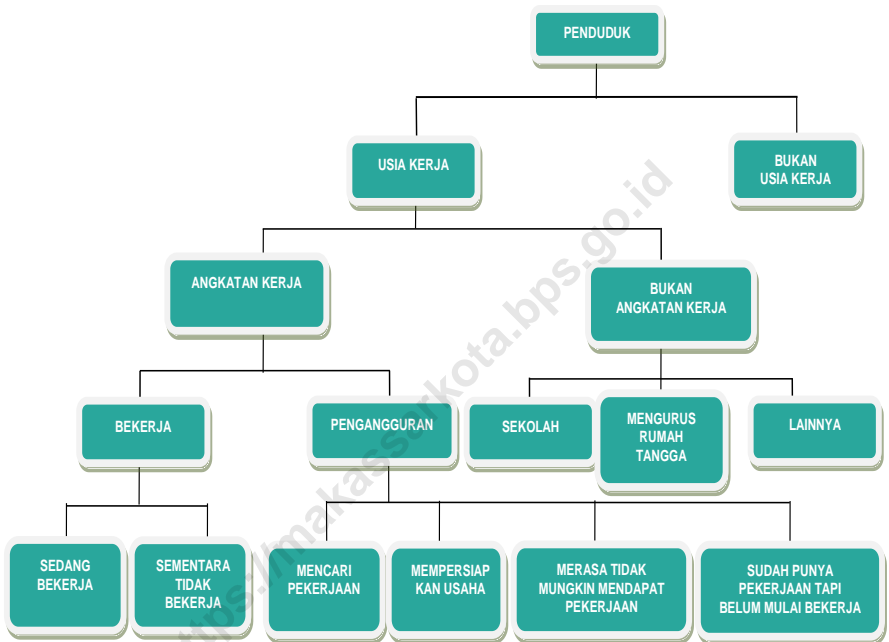 PENDUDUK
USIA KERJA
BUKAN
USIA KERJA
ANGKATAN KERJA
BUKAN
ANGKATAN KERJA
BEKERJA
PENGANGGURAN
SEKOLAH
MENGURUS
RUMAH
TANGGA
LAINNYA
SEDANG
BEKERJA
SEMENTARA
TIDAK
BEKERJA
MENCARI
PEKERJAAN
MEMPERSIAP
KAN USAHA
MERASA TIDAK
MUNGKIN MENDAPAT
PEKERJAAN
SUDAH PUNYA
PEKERJAAN TAPI
BELUM MULAI BEKERJA
ttps://makassarkota.bps.go.id